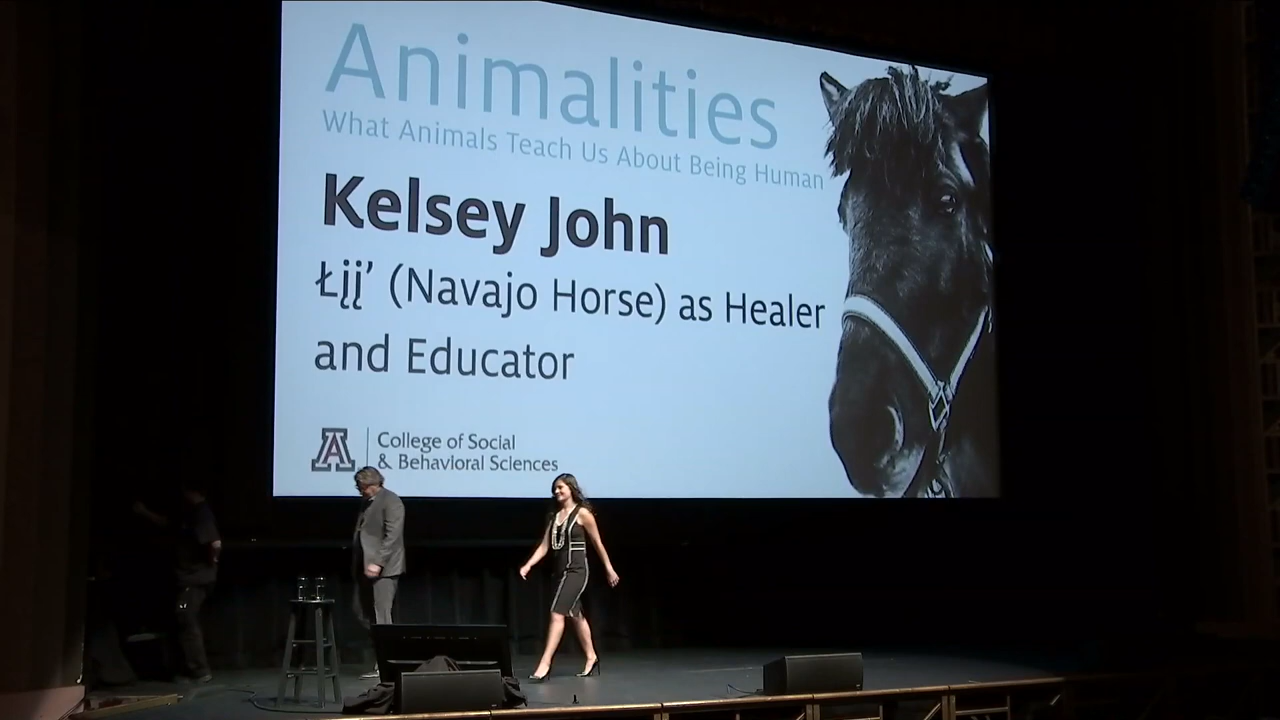 Animalities
What Animals Teach Us About Being Human
Kelsey John
Łįį’ (Navajo Horse) as Healer
and Educator
A
College of Social
& Behavioral Sciences